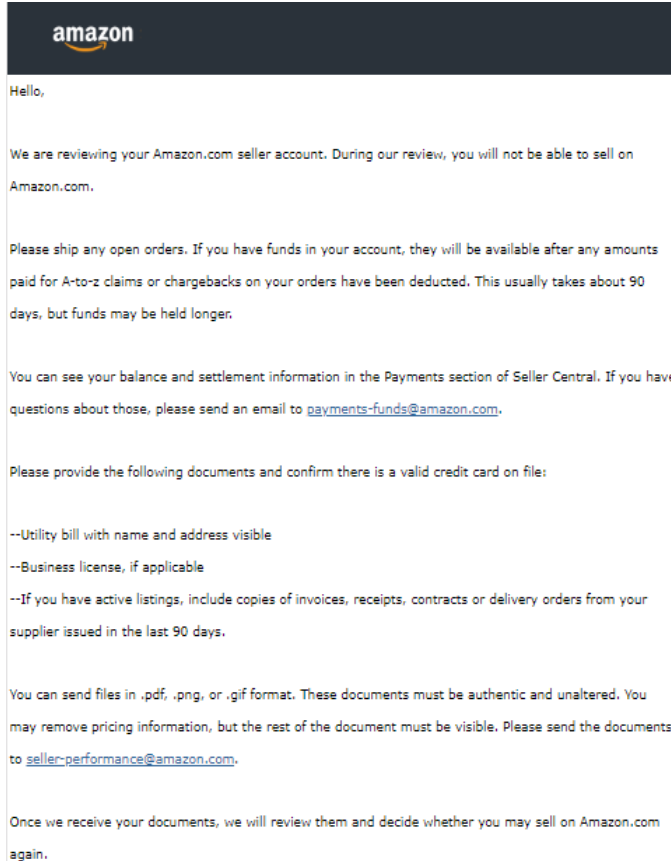 amazon
Hello,
We are reviewing your Amazon.com seller account. During our review, you will not be able to sell on
Amazon.com.
Please ship any open orders. If you have funds in your account, they will be available after any amounts
paid for A-to-z claims or chargebacks on your orders have been deducted. This usually takes about 90
days, but funds may be held longer.
You can see your balance and settlement information in the Payments section of Seller Central. If you have
questions about those, please send an email to payments-funds@amazon.com.
Please provide the following documents and confirm there is a valid credit card on file:
--Utility bill with name and address visible
--Business license, if applicable
--If you have active listings, include copies of invoices, receipts, contracts or delivery orders from your
supplier issued in the last 90 days.
You can send files in .pdf, .png, or .gif format. These documents must be authentic and unaltered. You
may remove pricing information, but the rest of the document must be visible. Please send the documents
to seller-performance@amazon.com.
Once we receive your documents, we will review them and decide whether you may sell on Amazon.com
again.